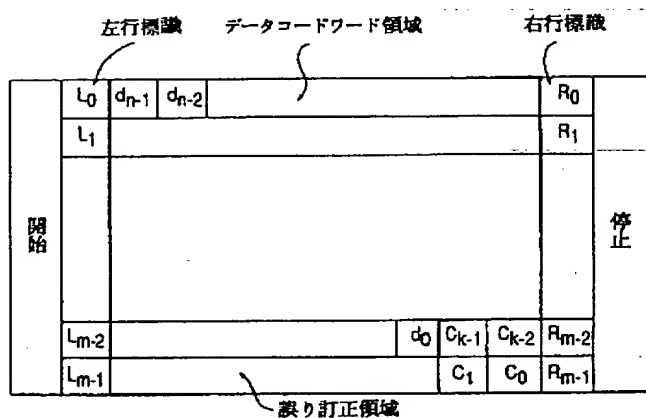 左行標識 データコードワード領域 右行標識
L0 dn-1 dn-2 R0
L1 R1
開始
停止
Lm-2 d0 Ck-1 Ck-2 Rm-2
Lm-1 C1 C0 Rm-1
誤り訂正領域